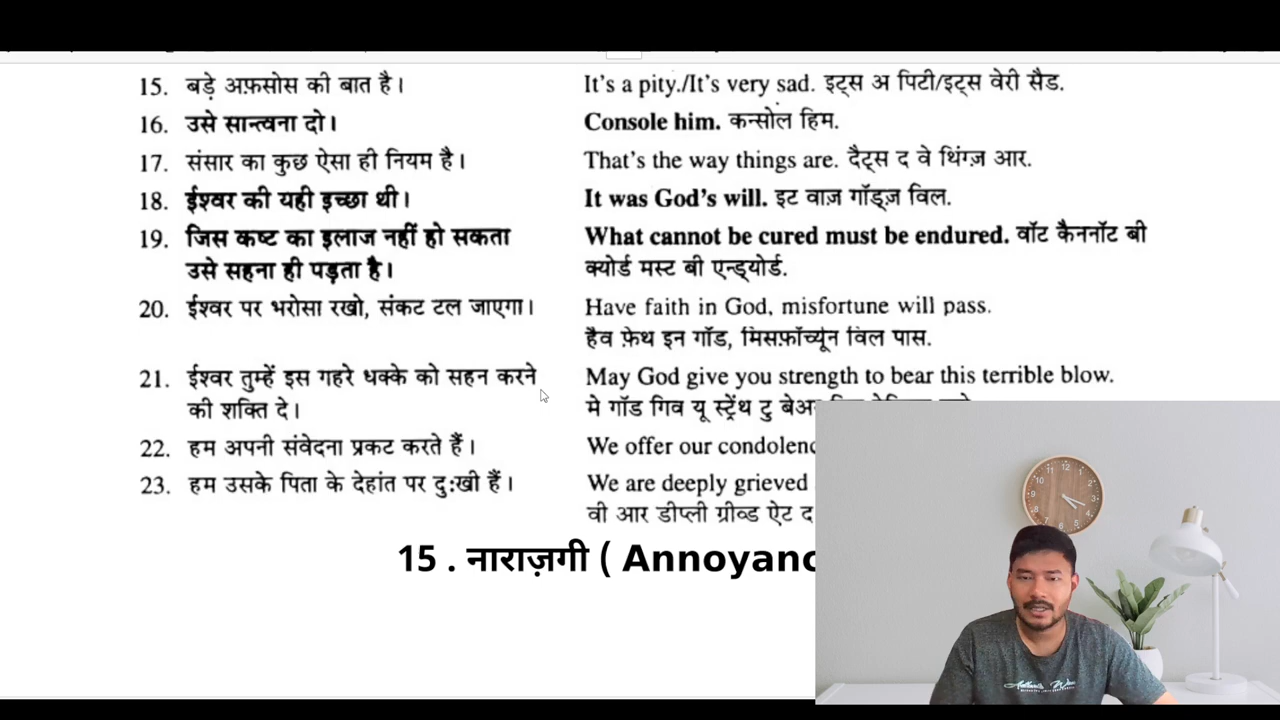 15. बड़े अफ़सोस की बात है। It's a pity./It's very sad. इट्स अ पिटी/इट्स वेरी सैड.
16. उसे सान्त्वना दो। Console him. कन्सोल हिम.
17. संसार का कुछ ऐसा ही नियम है। That's the way things are. दैट्स द वे थिंग्ज़ आर.
18. ईश्वर की यही इच्छा थी। It was God's will. इट वाज़ गॉड्ज़ विल.
19. जिस कष्ट का इलाज नहीं हो सकता What cannot be cured must be endured. वॉट कैननॉट बी
उसे सहना ही पड़ता है। क्योर्ड मस्ट बी एन्ड्योर्ड.
20. ईश्वर पर भरोसा रखो, संकट टल जाएगा। Have faith in God, misfortune will pass.
हैव फ़ेथ इन गॉड, मिसफ़ॉर्च्यून विल पास.
21. ईश्वर तुम्हें इस गहरे धक्के को सहन करने May God give you strength to bear this terrible blow.
की शक्ति दे। मे गॉड गिव यू स्ट्रेंथ टु
22. हम अपनी संवेदना प्रकट करते हैं। We offer our
23. हम उसके पिता के देहांत पर दुःखी हैं। We are deeply grieved
वी आर डीप्ली ग्रीव्ड ऐट द
15 . नाराज़गी ( Annoyanc